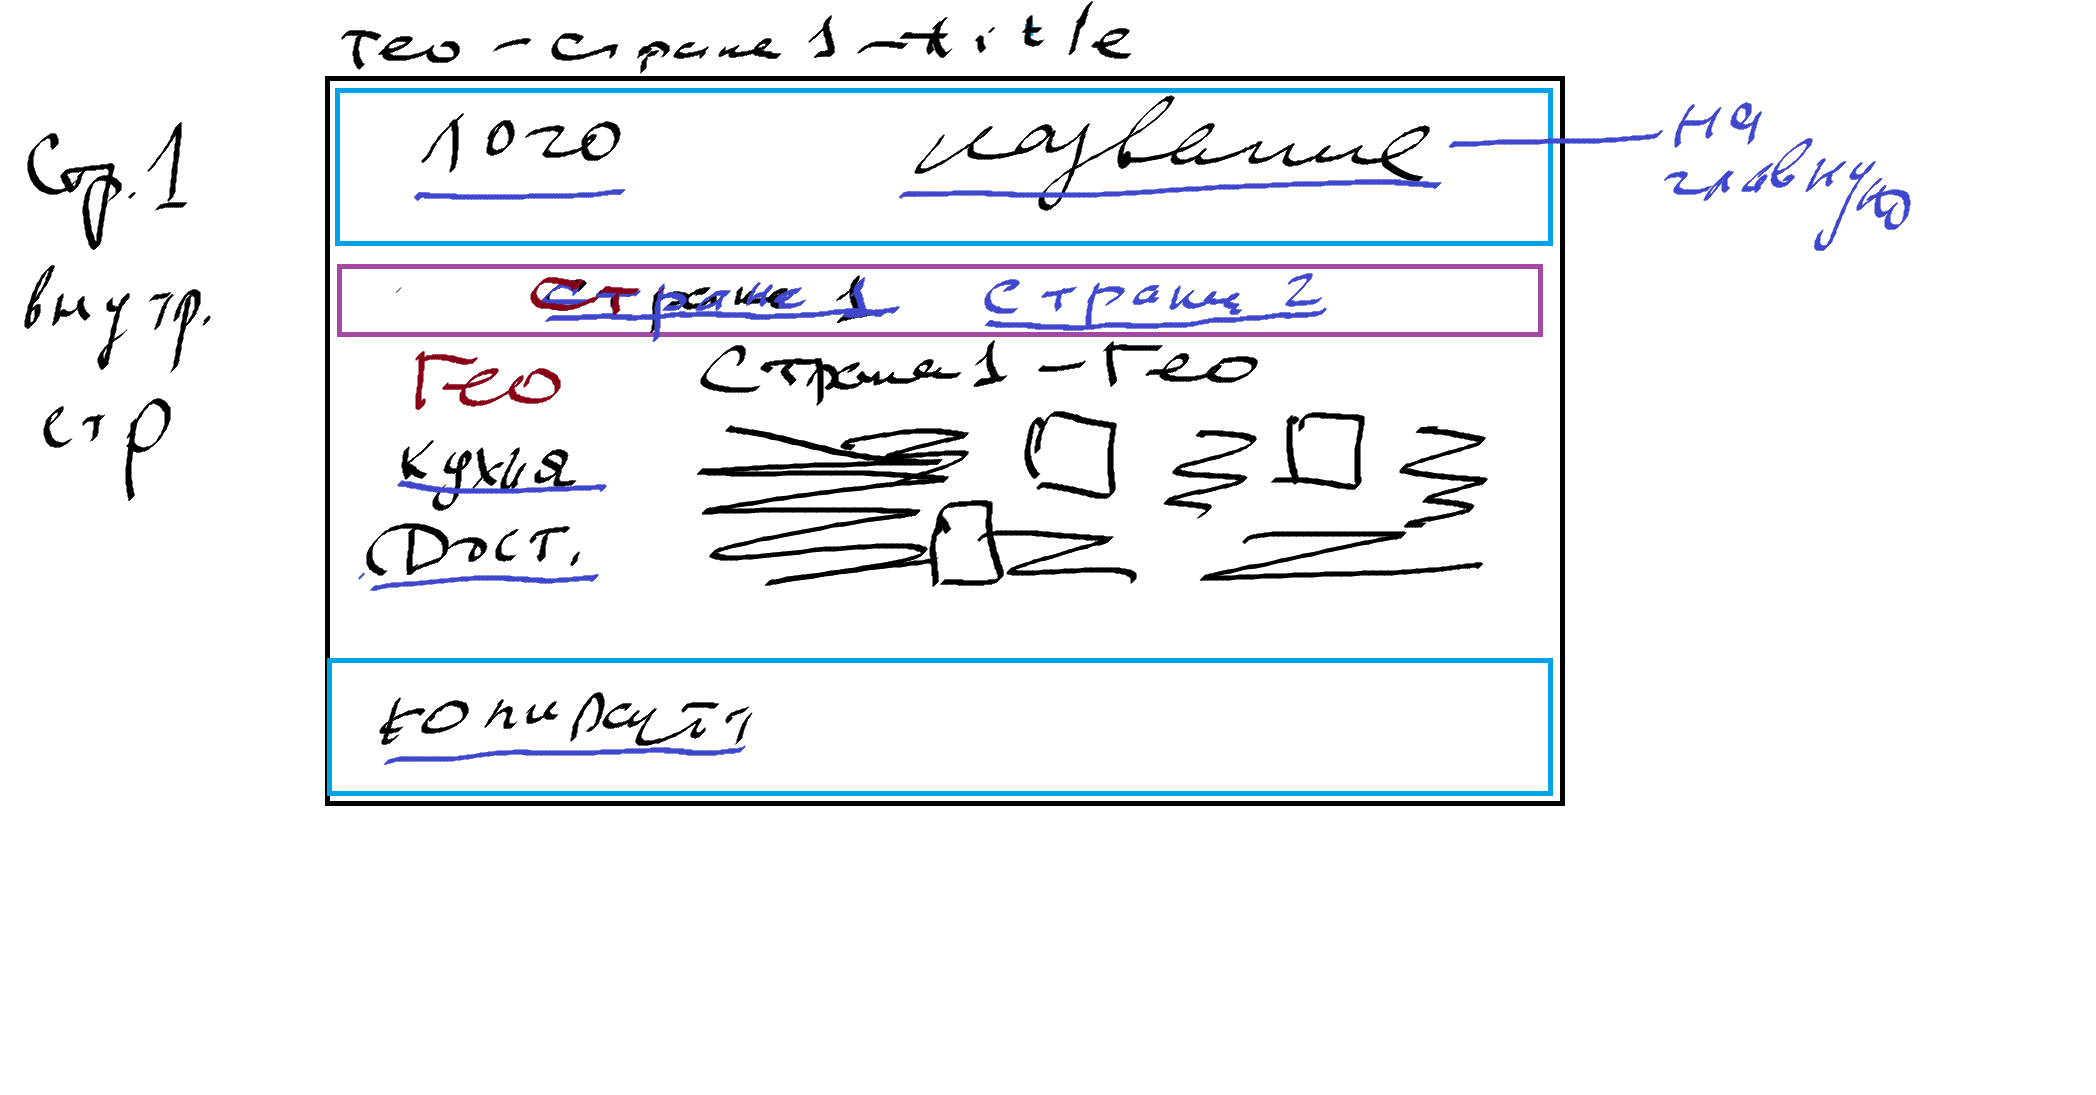 гео - страна 1 - title
Стр. 1
внутр.
стр
лого название
на
главную
страна 1 страна 2
Гео Страна 1 - Гео
кухня
Дост.
копирайт